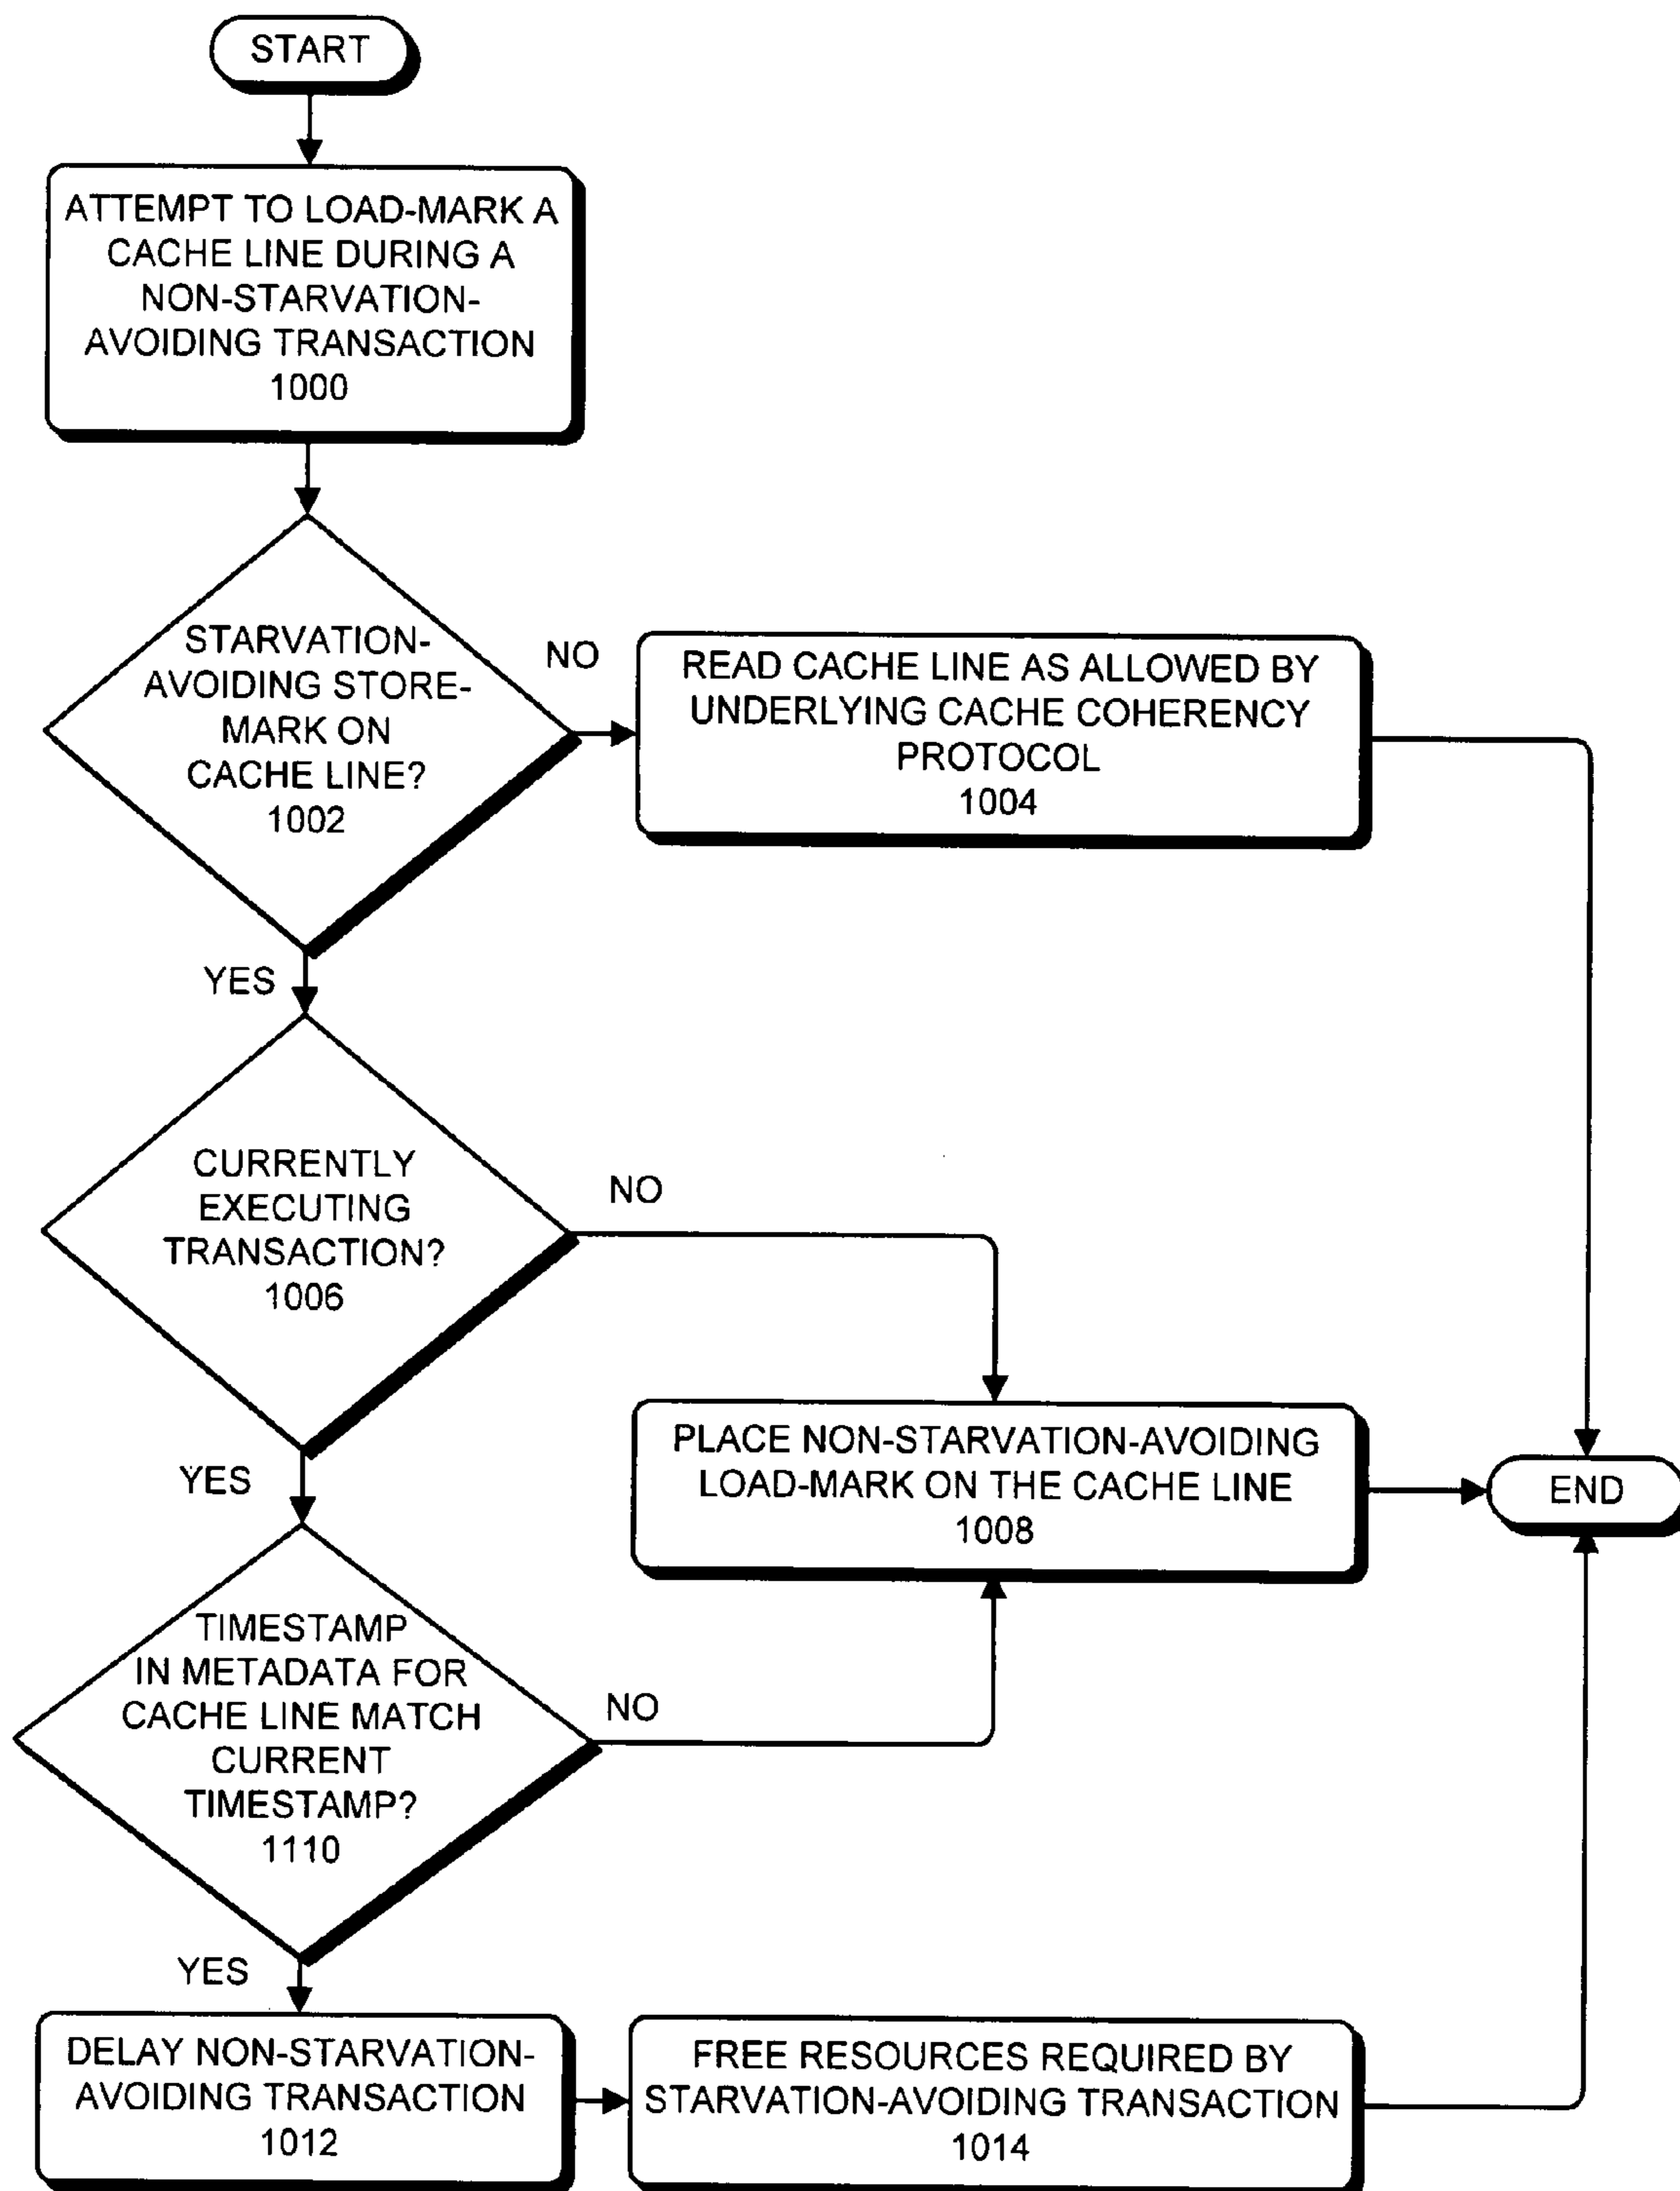 START
ATTEMPT TO LOAD-MARK A
CACHE LINE DURING A
NON-STARVATION-
AVOIDING TRANSACTION
1000
STARVATION-
AVOIDING STORE-
MARK ON
CACHE LINE?
1002
NO
READ CACHE LINE AS ALLOWED BY
UNDERLYING CACHE COHERENCY
PROTOCOL
1004
YES
CURRENTLY
EXECUTING
TRANSACTION?
1006
NO
PLACE NON-STARVATION-AVOIDING
LOAD-MARK ON THE CACHE LINE
1008
END
YES
TIMESTAMP
IN METADATA FOR
CACHE LINE MATCH
CURRENT
TIMESTAMP?
1110
NO
YES
DELAY NON-STARVATION-
AVOIDING TRANSACTION
1012
FREE RESOURCES REQUIRED BY
STARVATION-AVOIDING TRANSACTION
1014